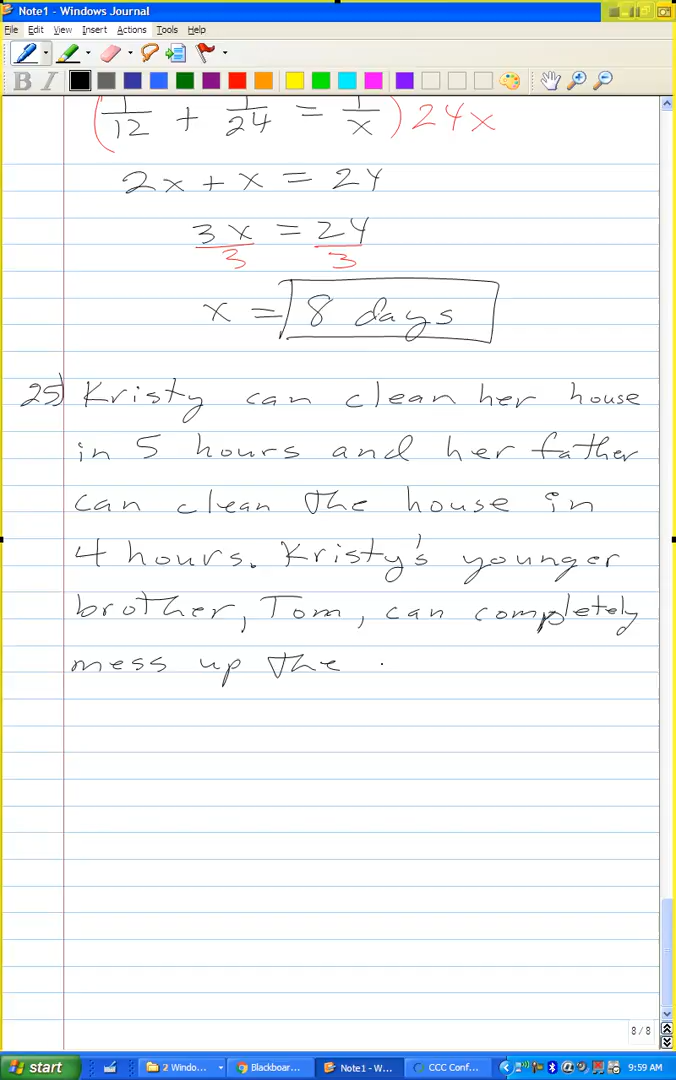 Note1 - Windows Journal
File Edit View Insert Actions Tools Help
B I
(1/12 + 1/24 = 1/x) 24x
2x + x = 24
3x = 24
3 3
x = 8 days
25) Kristy can clean her house
in 5 hours and her father
can clean the house in
4 hours. Kristy's younger
brother, Tom, can completely
mess up the
8 / 8
start 2 Windo... Blackboar... Note1 - W... CCC Conf... 9:59 AM